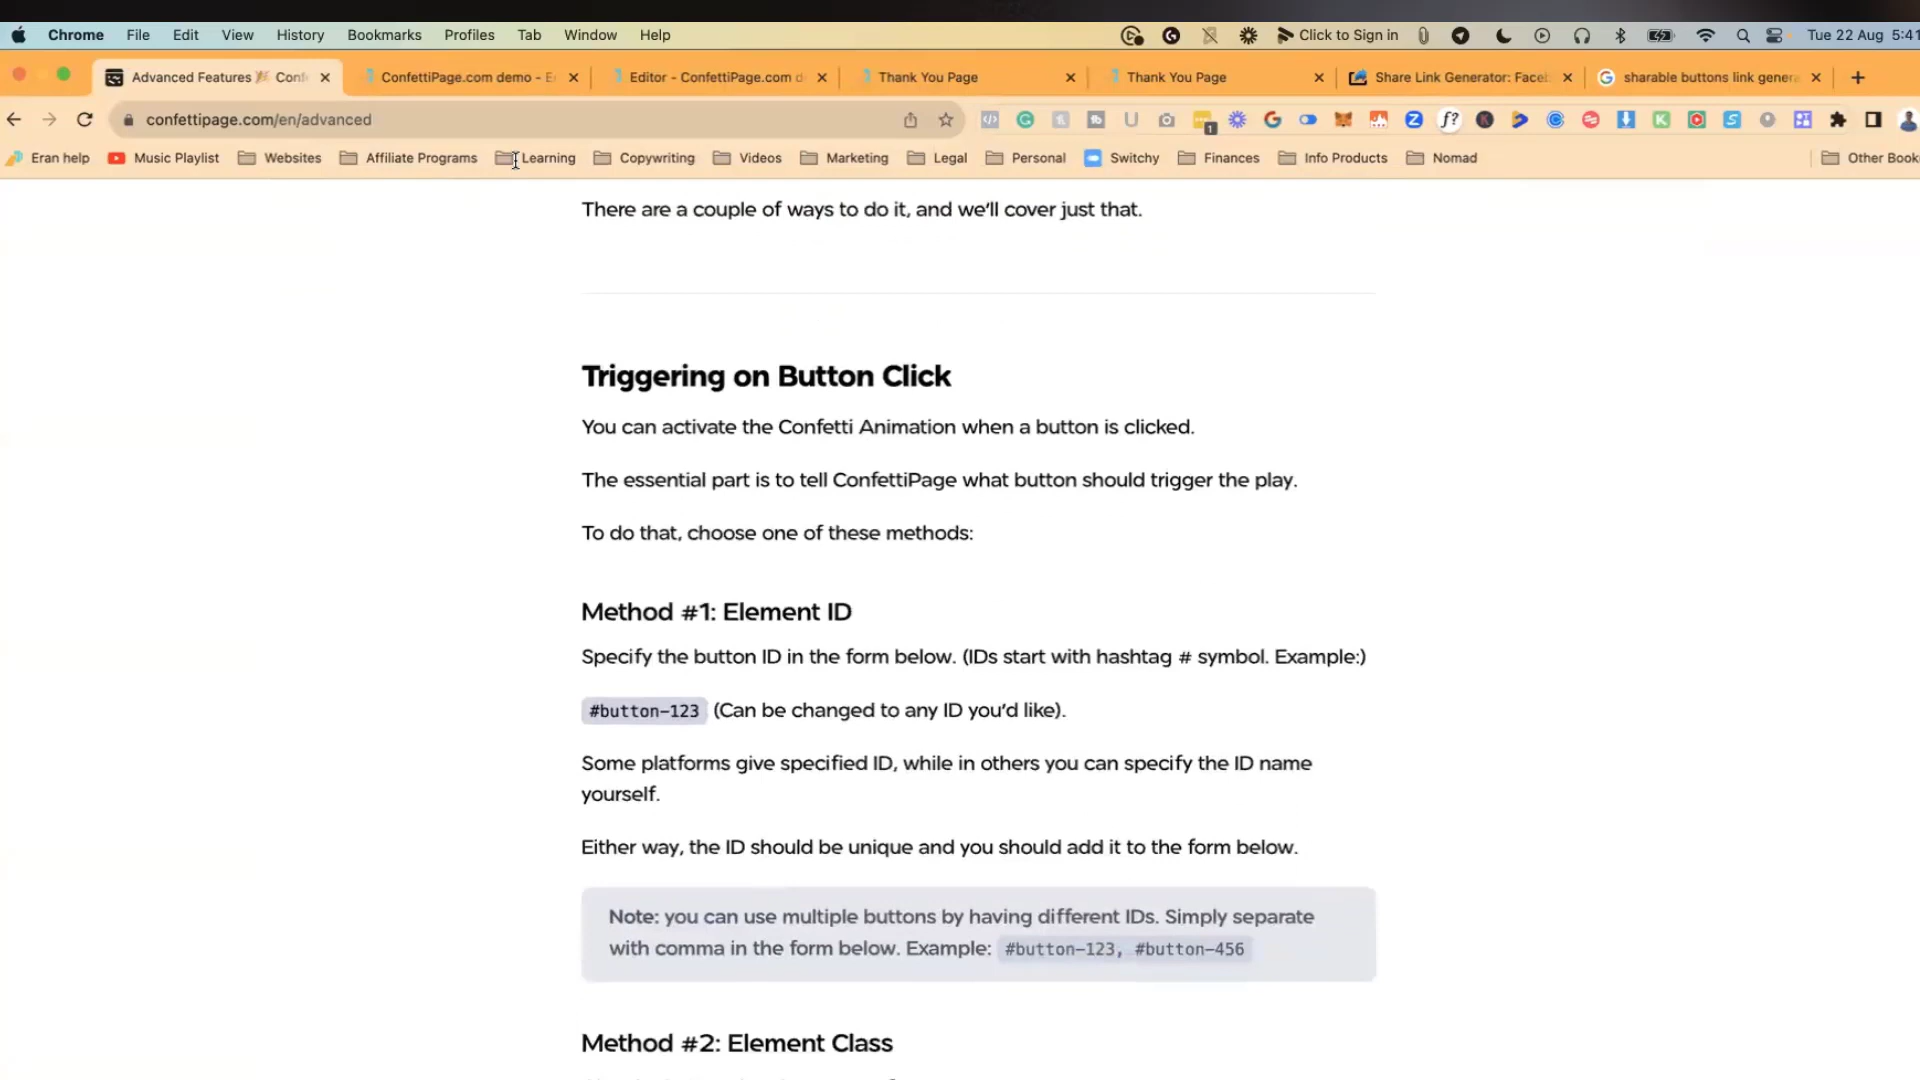 Chrome File Edit View History Bookmarks Profiles Tab Window Help Click to Sign in Tue 22 Aug 5:41
Advanced Features 🎉 Conf ConfettiPage.com demo - E Editor - ConfettiPage.com d Thank You Page Thank You Page Share Link Generator: Faceb sharable buttons link genera
confettipage.com/en/advanced
Eran help Music Playlist Websites Affiliate Programs Learning Copywriting Videos Marketing Legal Personal Switchy Finances Info Products Nomad Other Book
There are a couple of ways to do it, and we'll cover just that.
Triggering on Button Click
You can activate the Confetti Animation when a button is clicked.
The essential part is to tell ConfettiPage what button should trigger the play.
To do that, choose one of these methods:
Method #1: Element ID
Specify the button ID in the form below. (IDs start with hashtag # symbol. Example:)
#button-123 (Can be changed to any ID you'd like).
Some platforms give specified ID, while in others you can specify the ID name
yourself.
Either way, the ID should be unique and you should add it to the form below.
Note: you can use multiple buttons by having different IDs. Simply separate
with comma in the form below. Example: #button-123, #button-456
Method #2: Element Class